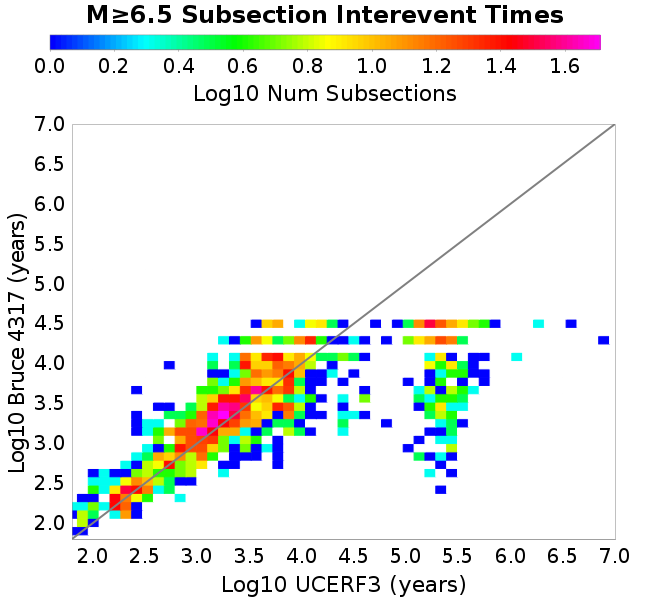 M≥6.5 Subsection Interevent Times
0.0 0.2 0.4 0.6 0.8 1.0 1.2 1.4 1.6
Log10 Num Subsections
7.0
6.5
6.0
5.5
5.0
4.5
4.0
3.5
3.0
2.5
2.0
Log10 Bruce 4317 (years)
2.0 2.5 3.0 3.5 4.0 4.5 5.0 5.5 6.0 6.5 7.0
Log10 UCERF3 (years)